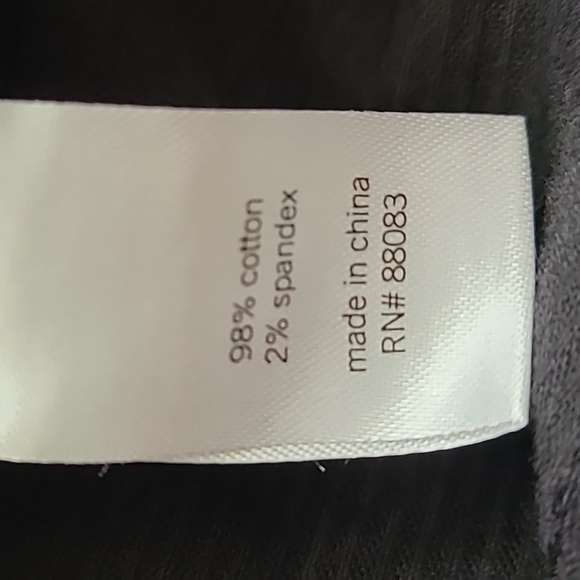 98% cotton
2% spandex
made in china
RN# 88083